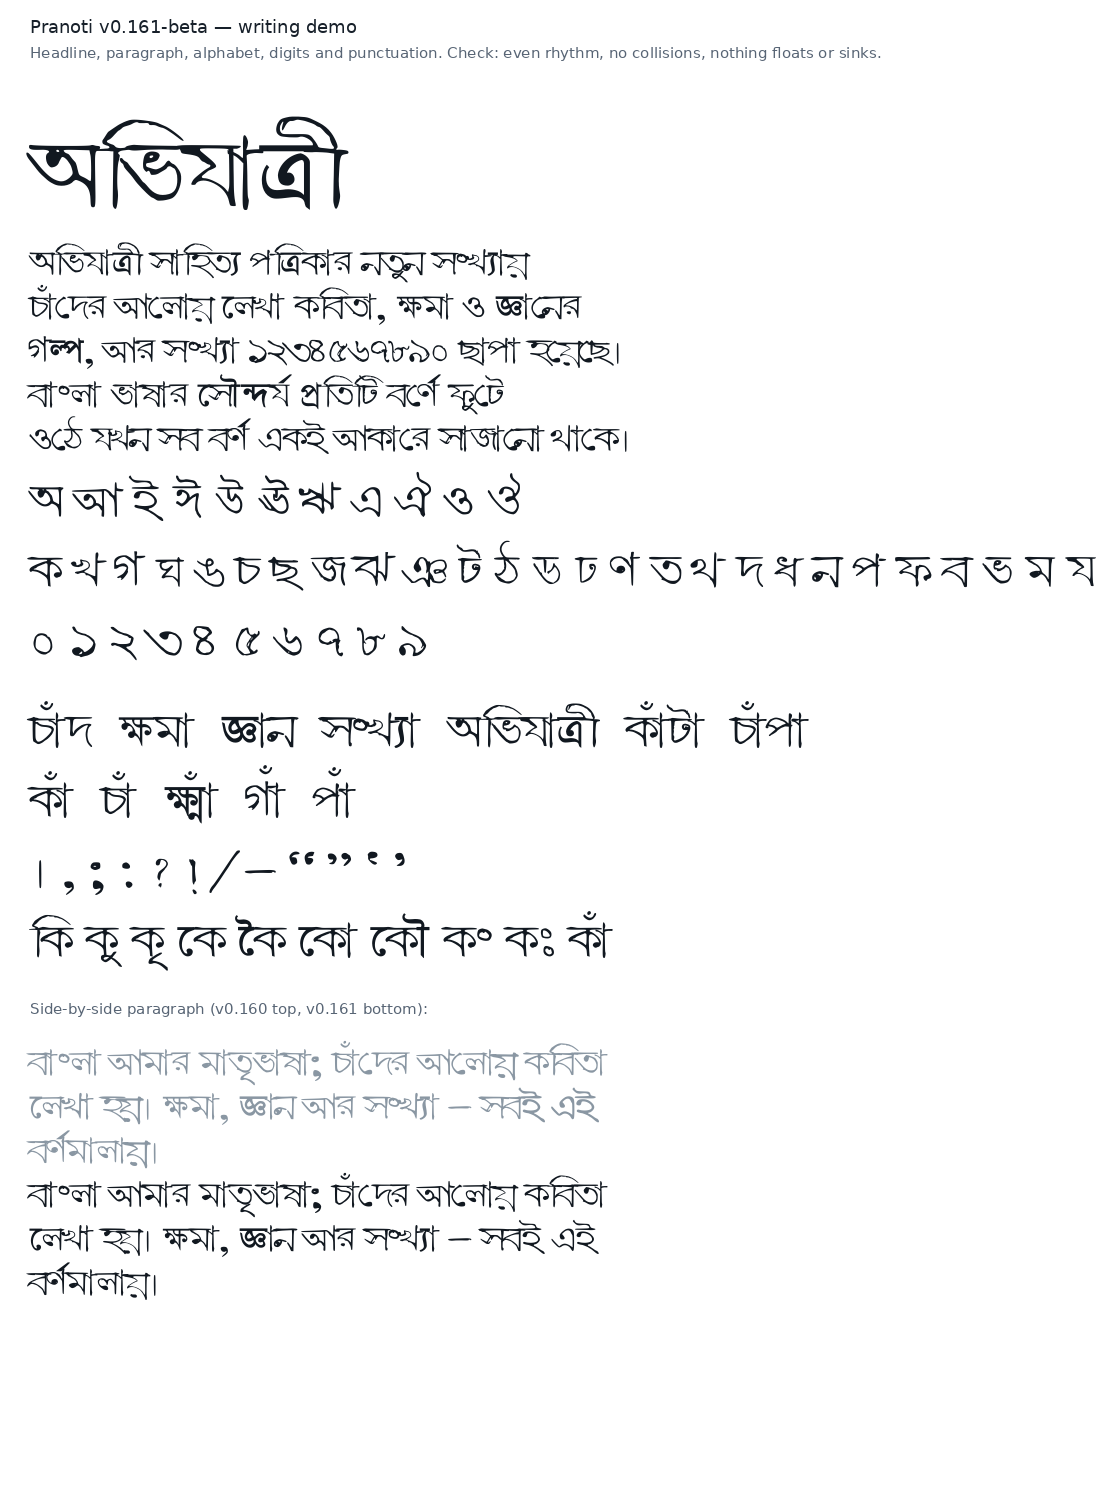 Pranoti v0.161-beta — writing demo
Headline, paragraph, alphabet, digits and punctuation. Check: even rhythm, no collisions, nothing floats or sinks.
অভিযাত্রী
অভিযাত্রী সাহিত্য পত্রিকার নতুন সংখ্যায়
চাঁদের আলোয় লেখা কবিতা, ক্ষমা ও জ্ঞানের
গল্প, আর সংখ্যা ১২৩৪৫৬৭৮৯০ ছাপা হয়েছে।
বাংলা ভাষার সৌন্দর্য প্রতিটি বর্ণে ফুটে
ওঠে যখন সব বর্ণ একই আকারে সাজানো থাকে।
অ আ ই ঈ উ ঊ ঋ এ ঐ ও ঔ
ক খ গ ঘ ঙ চ ছ জ ঝ ঞ ট ঠ ড ঢ ণ ত থ দ ধ ন প ফ ব ভ ম য
০ ১ ২ ৩ ৪ ৫ ৬ ৭ ৮ ৯
চাঁদ ক্ষমা জ্ঞান সংখ্যা অভিযাত্রী কাঁটা চাঁপা
কাঁ চাঁ ক্ষ্মাঁ গাঁ পাঁ
। , ; : ? ! / – “ ” ‘ ’
কি কু কৃ কে কৈ কো কৌ কং কঃ কাঁ
Side-by-side paragraph (v0.160 top, v0.161 bottom):
বাংলা আমার মাতৃভাষা; চাঁদের আলোয় কবিতা
লেখা হয়। ক্ষমা, জ্ঞান আর সংখ্যা – সবই এই
বর্ণমালায়।
বাংলা আমার মাতৃভাষা; চাঁদের আলোয় কবিতা
লেখা হয়। ক্ষমা, জ্ঞান আর সংখ্যা – সবই এই
বর্ণমালায়।